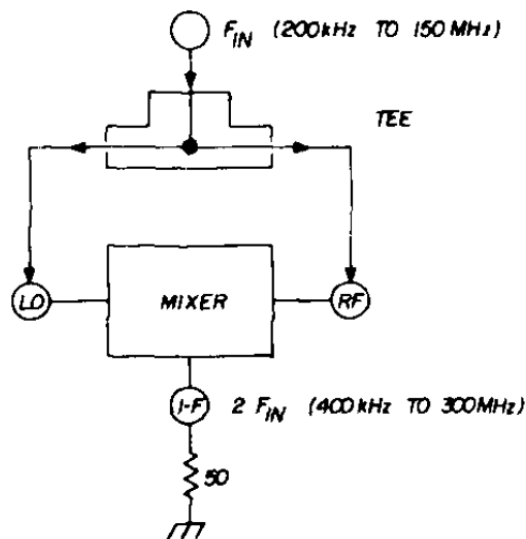 F_IN (200kHz TO 150MHz)
TEE
LO
MIXER
RF
I-F 2 F_IN (400kHz TO 300MHz)
50